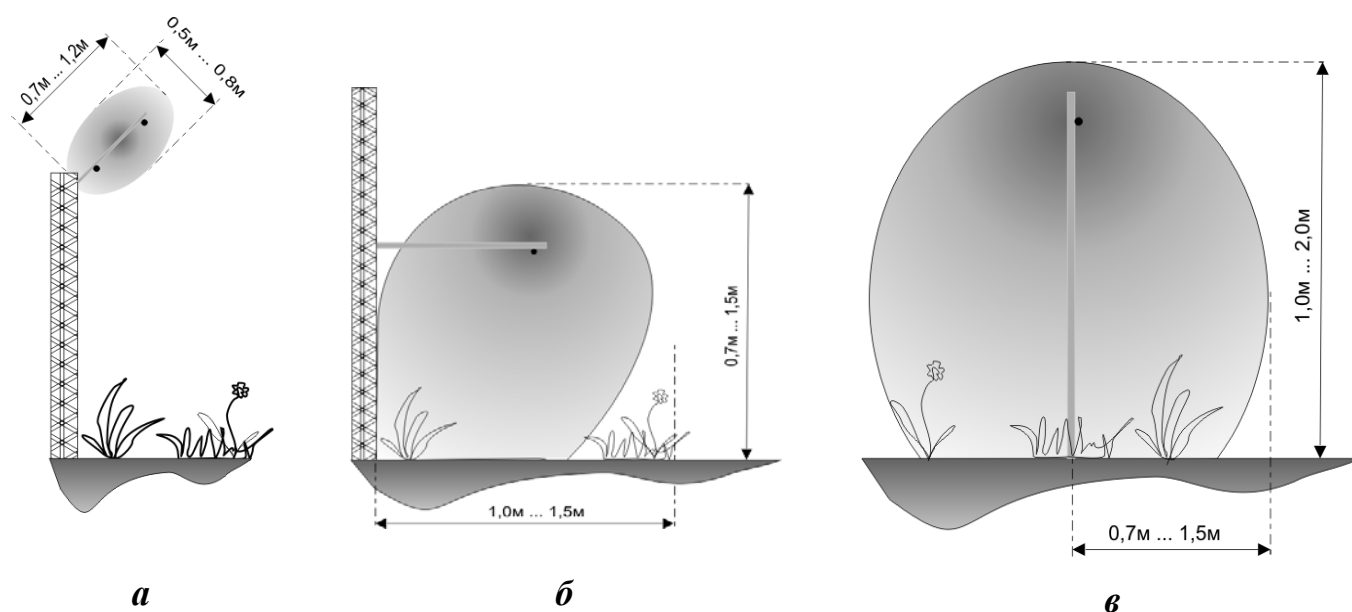 0,7м ... 1,2м
0,5м ... 0,8м
0,7м ... 1,5м
1,0м ... 1,5м
1,0м ... 2,0м
0,7м ... 1,5м
а
б
в